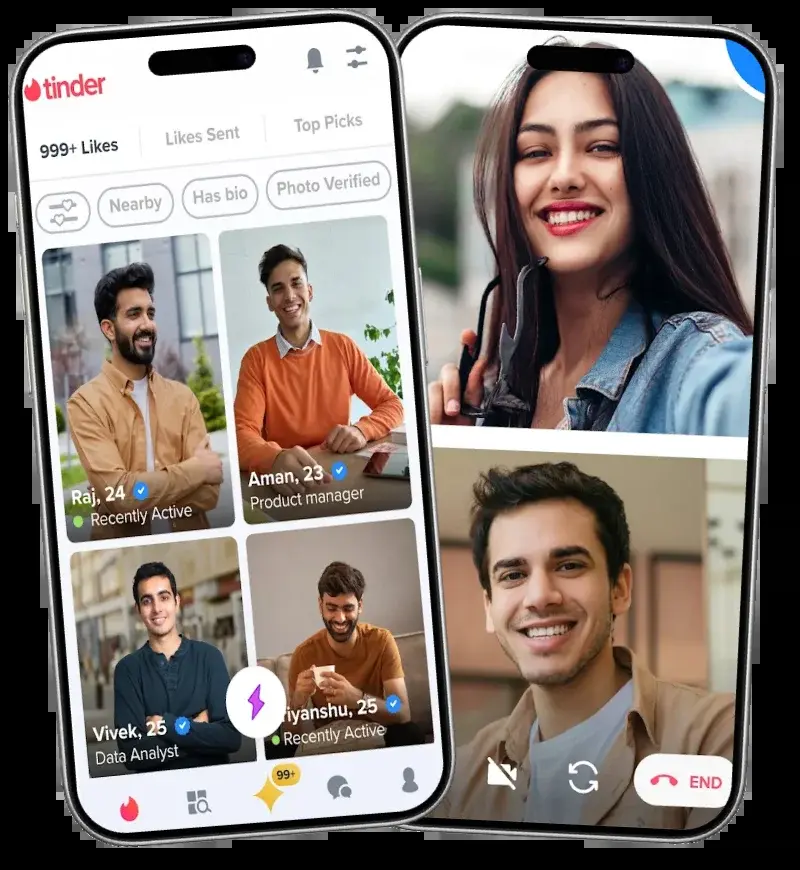 tinder
999+ Likes
Likes Sent
Top Picks
Nearby
Has bio
Photo Verified
Raj, 24
Recently Active
Aman, 23
Product manager
Vivek, 25
Data Analyst
riyanshu, 25
Recently Active
99+
END